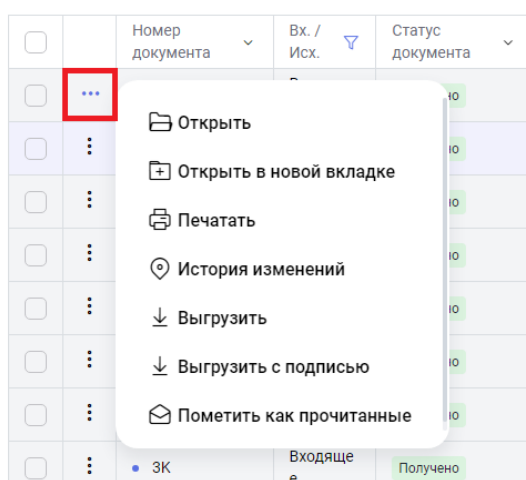 Номер
документа
Вх. /
Исх.
Статус
документа
Открыть
Открыть в новой вкладке
Печатать
История изменений
Выгрузить
Выгрузить с подписью
Пометить как прочитанные
ЗК
Входяще
Получено